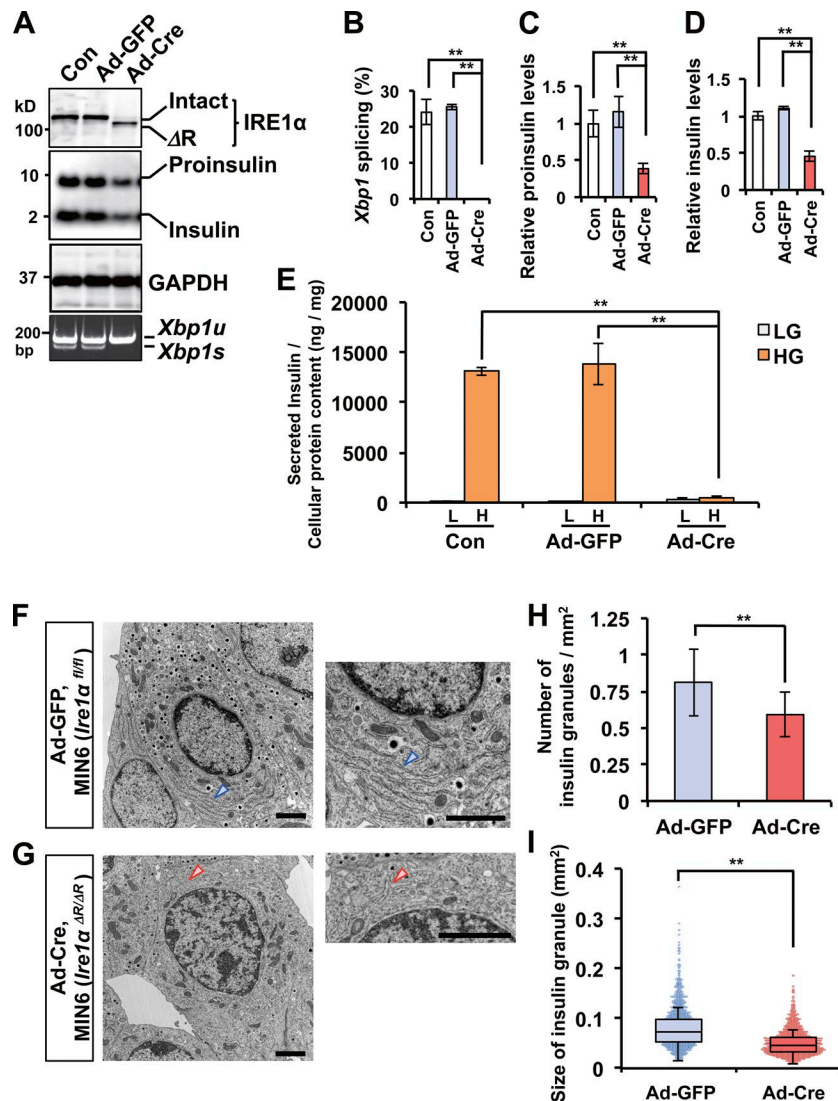 A
Con
Ad-GFP
Ad-Cre
kD
100
Intact
ΔR
IRE1α
10
Proinsulin
2
Insulin
37
GAPDH
200
bp
Xbp1u
Xbp1s
B
Xbp1 splicing (%)
30
20
10
0
**
**
Con
Ad-GFP
Ad-Cre
C
Relative proinsulin levels
1.5
1
0.5
0
**
**
Con
Ad-GFP
Ad-Cre
D
Relative insulin levels
1.5
1
0.5
0
**
**
Con
Ad-GFP
Ad-Cre
E
Secreted Insulin /
Cellular protein content (ng / mg)
20000
15000
10000
5000
0
**
**
LG
HG
L H
L H
L H
Con
Ad-GFP
Ad-Cre
F
Ad-GFP,
MIN6 (Ire1α fl/fl)
G
Ad-Cre,
MIN6 (Ire1α ΔR/ΔR)
H
Number of
insulin granules / mm²
1.25
1
0.75
0.5
0.25
0
**
Ad-GFP
Ad-Cre
I
Size of insulin granule (mm²)
0.4
0.3
0.2
0.1
0
**
Ad-GFP
Ad-Cre